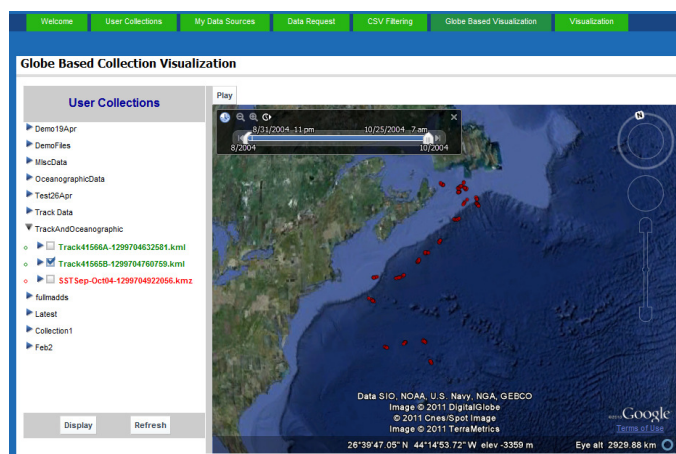 Welcome
User Collections
My Data Sources
Data Request
CSV Filtering
Globe Based Visualization
Visualization
Globe Based Collection Visualization
User Collections
Demo19Apr
DemoFiles
MiscData
OceanographicData
Test26Apr
Track Data
TrackAndOceanographic
Track41566A-1299704632581.kml
Track41565B-1299704760759.kml
SSTSep-Oct04-1299704922056.kmz
fullmadds
Latest
Collection1
Feb2
Display
Refresh
Play
8/31/2004 11 pm
10/25/2004 7 am
8/2004
10/2004
N
Data SIO, NOAA, U.S. Navy, NGA, GEBCO
Image © 2011 DigitalGlobe
© 2011 Cnes/Spot Image
Image © 2011 TerraMetrics
Google
Terms of Use
26°39'47.05" N 44°14'53.72" W elev -3359 m
Eye alt 2929.88 km